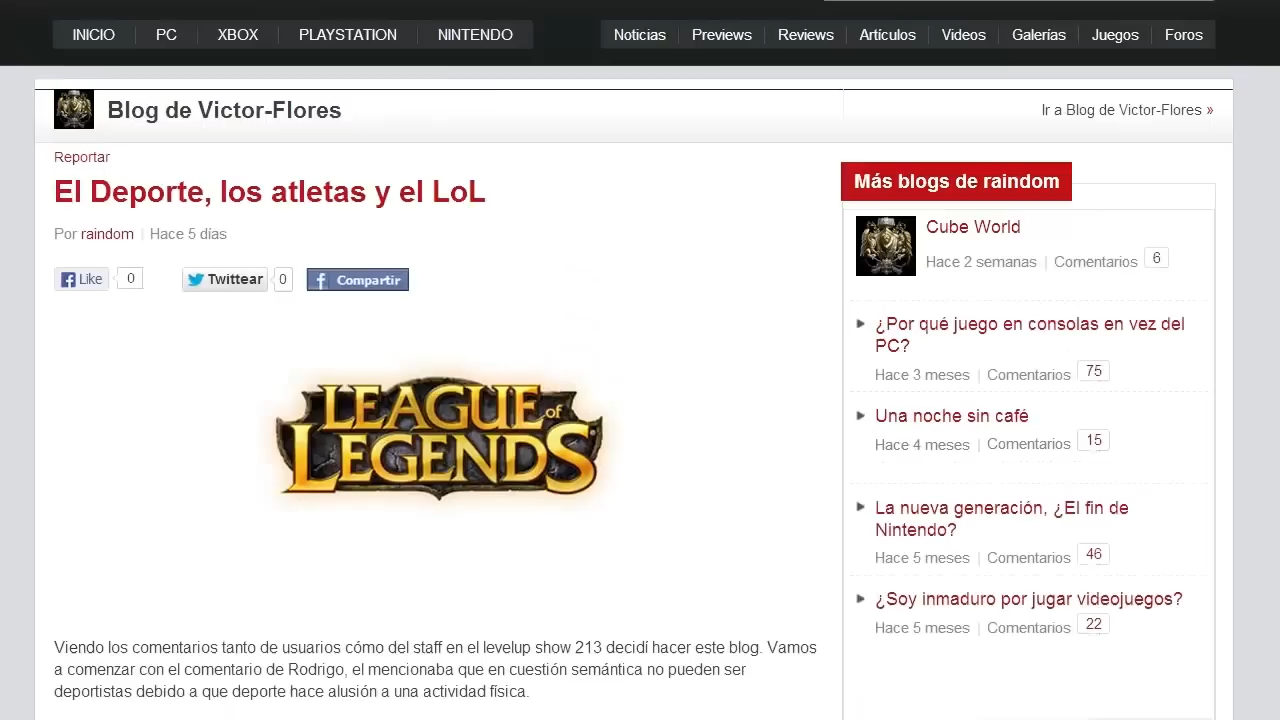 INICIO PC XBOX PLAYSTATION NINTENDO
Noticias Previews Reviews Artículos Videos Galerías Juegos Foros
Blog de Victor-Flores
Ir a Blog de Victor-Flores »
Reportar
El Deporte, los atletas y el LoL
Por raindom | Hace 5 días
Like 0 Twittear 0 Compartir
LEAGUE of
LEGENDS
Viendo los comentarios tanto de usuarios cómo del staff en el levelup show 213 decidí hacer este blog. Vamos
a comenzar con el comentario de Rodrigo, el mencionaba que en cuestión semántica no pueden ser
deportistas debido a que deporte hace alusión a una actividad física.
Más blogs de raindom
Cube World
Hace 2 semanas | Comentarios 6
¿Por qué juego en consolas en vez del
PC?
Hace 3 meses | Comentarios 75
Una noche sin café
Hace 4 meses | Comentarios 15
La nueva generación, ¿El fin de
Nintendo?
Hace 5 meses | Comentarios 46
¿Soy inmaduro por jugar videojuegos?
Hace 5 meses | Comentarios 22